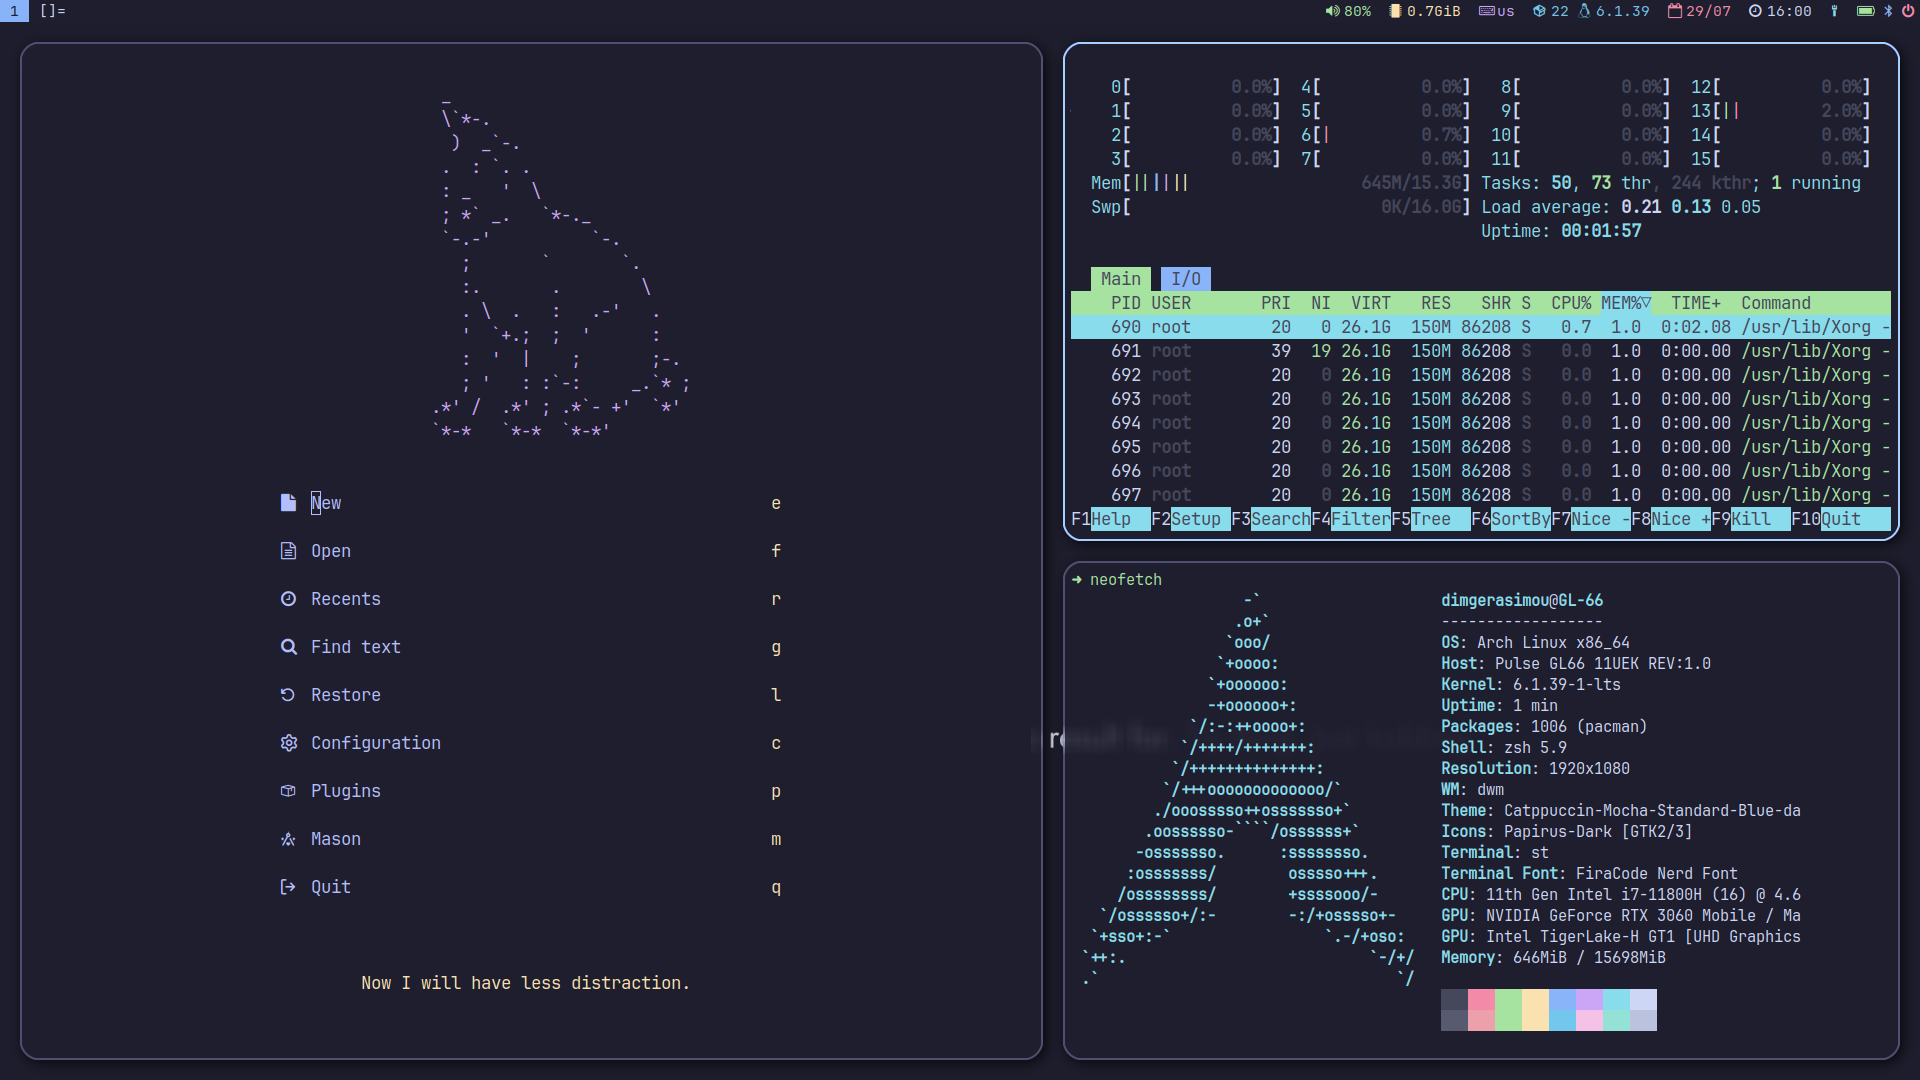 1 []= 80% 0.7GiB us 22 6.1.39 29/07 16:00
New e
Open f
Recents r
Find text g
Restore l
Configuration c
Plugins p
Mason m
Quit q
Now I will have less distraction.
0[ 0.0%] 4[ 0.0%] 8[ 0.0%] 12[ 0.0%]
1[ 0.0%] 5[ 0.0%] 9[ 0.0%] 13[|| 2.0%]
2[ 0.0%] 6[| 0.7%] 10[ 0.0%] 14[ 0.0%]
3[ 0.0%] 7[ 0.0%] 11[ 0.0%] 15[ 0.0%]
Mem[|||||| 645M/15.3G] Tasks: 50, 73 thr, 244 kthr; 1 running
Swp[ 0K/16.0G] Load average: 0.21 0.13 0.05
Uptime: 00:01:57
Main I/O
PID USER PRI NI VIRT RES SHR S CPU% MEM%▽ TIME+ Command
690 root 20 0 26.1G 150M 86208 S 0.7 1.0 0:02.08 /usr/lib/Xorg -
691 root 39 19 26.1G 150M 86208 S 0.0 1.0 0:00.00 /usr/lib/Xorg -
692 root 20 0 26.1G 150M 86208 S 0.0 1.0 0:00.00 /usr/lib/Xorg -
693 root 20 0 26.1G 150M 86208 S 0.0 1.0 0:00.00 /usr/lib/Xorg -
694 root 20 0 26.1G 150M 86208 S 0.0 1.0 0:00.00 /usr/lib/Xorg -
695 root 20 0 26.1G 150M 86208 S 0.0 1.0 0:00.00 /usr/lib/Xorg -
696 root 20 0 26.1G 150M 86208 S 0.0 1.0 0:00.00 /usr/lib/Xorg -
697 root 20 0 26.1G 150M 86208 S 0.0 1.0 0:00.00 /usr/lib/Xorg -
F1Help F2Setup F3SearchF4FilterF5Tree F6SortByF7Nice -F8Nice +F9Kill F10Quit
➜ neofetch
dimgerasimou@GL-66
------------------
OS: Arch Linux x86_64
Host: Pulse GL66 11UEK REV:1.0
Kernel: 6.1.39-1-lts
Uptime: 1 min
Packages: 1006 (pacman)
Shell: zsh 5.9
Resolution: 1920x1080
WM: dwm
Theme: Catppuccin-Mocha-Standard-Blue-da
Icons: Papirus-Dark [GTK2/3]
Terminal: st
Terminal Font: FiraCode Nerd Font
CPU: 11th Gen Intel i7-11800H (16) @ 4.6
GPU: NVIDIA GeForce RTX 3060 Mobile / Ma
GPU: Intel TigerLake-H GT1 [UHD Graphics
Memory: 646MiB / 15698MiB